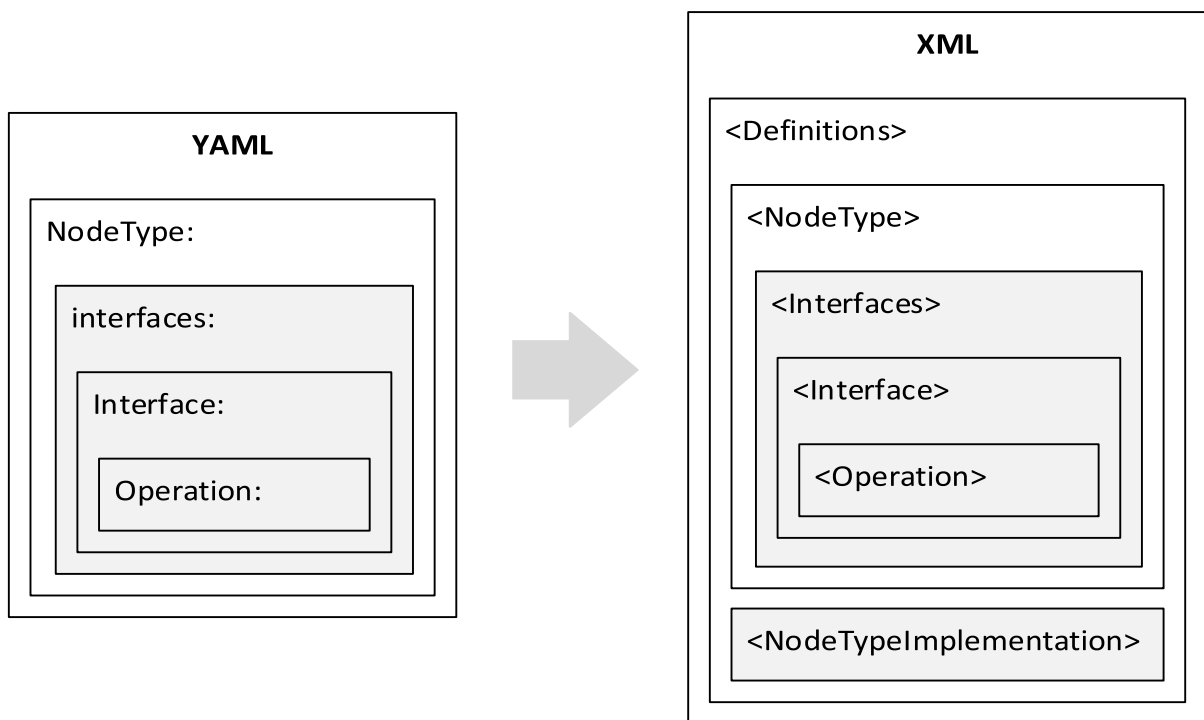 YAML
NodeType:
interfaces:
Interface:
Operation:
XML
<Definitions>
<NodeType>
<Interfaces>
<Interface>
<Operation>
<NodeTypeImplementation>